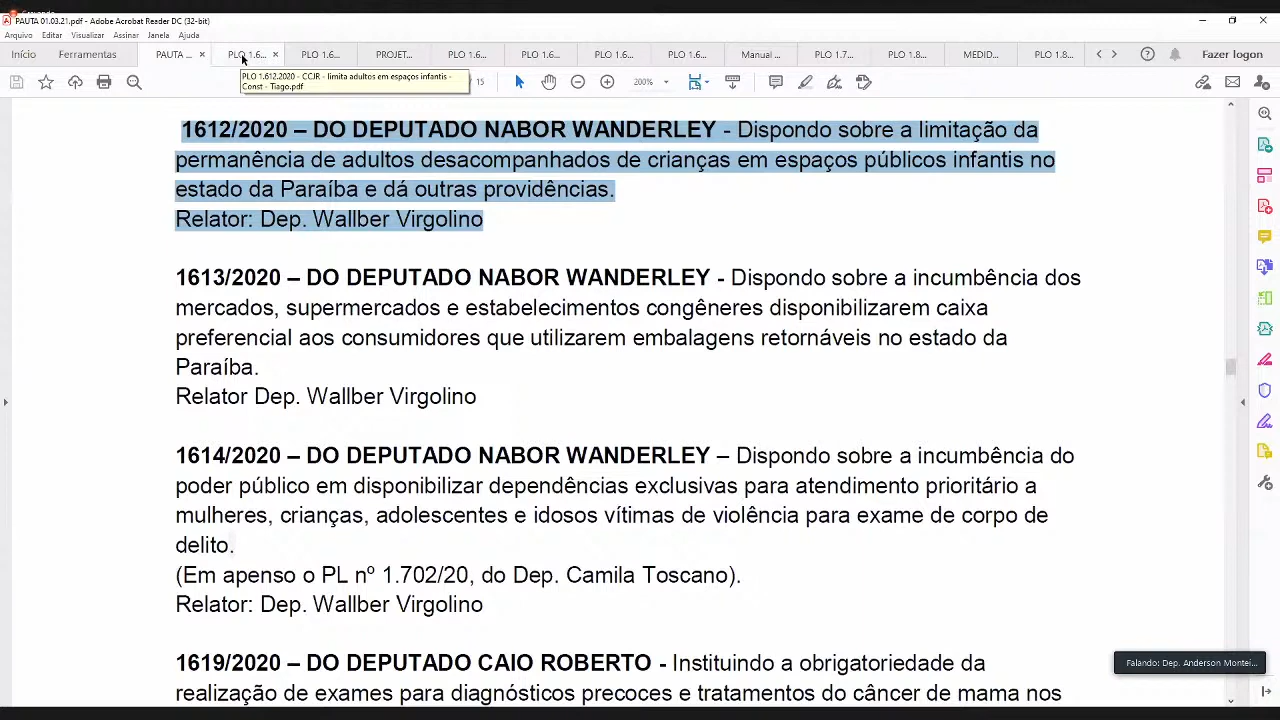 PAUTA 01.03.21.pdf - Adobe Acrobat Reader DC (32-bit)
Arquivo Editar Visualizar Assinar Janela Ajuda
Início Ferramentas PAUTA ... × PLO 1.6... × PLO 1.6... PROJET... PLO 1.6... PLO 1.6... PLO 1.6... PLO 1.6... Manual ... PLO 1.7... PLO 1.8... MEDID... PLO 1.8... Fazer logon
PLO 1.612.2020 - CCJR - limita adultos em espaços infantis -
Const - Tiago.pdf
15 200%
1612/2020 – DO DEPUTADO NABOR WANDERLEY - Dispondo sobre a limitação da
permanência de adultos desacompanhados de crianças em espaços públicos infantis no
estado da Paraíba e dá outras providências.
Relator: Dep. Wallber Virgolino
1613/2020 – DO DEPUTADO NABOR WANDERLEY - Dispondo sobre a incumbência dos
mercados, supermercados e estabelecimentos congêneres disponibilizarem caixa
preferencial aos consumidores que utilizarem embalagens retornáveis no estado da
Paraíba.
Relator Dep. Wallber Virgolino
1614/2020 – DO DEPUTADO NABOR WANDERLEY – Dispondo sobre a incumbência do
poder público em disponibilizar dependências exclusivas para atendimento prioritário a
mulheres, crianças, adolescentes e idosos vítimas de violência para exame de corpo de
delito.
(Em apenso o PL nº 1.702/20, do Dep. Camila Toscano).
Relator: Dep. Wallber Virgolino
1619/2020 – DO DEPUTADO CAIO ROBERTO - Instituindo a obrigatoriedade da
realização de exames para diagnósticos precoces e tratamentos do câncer de mama nos
Falando: Dep. Anderson Montei...